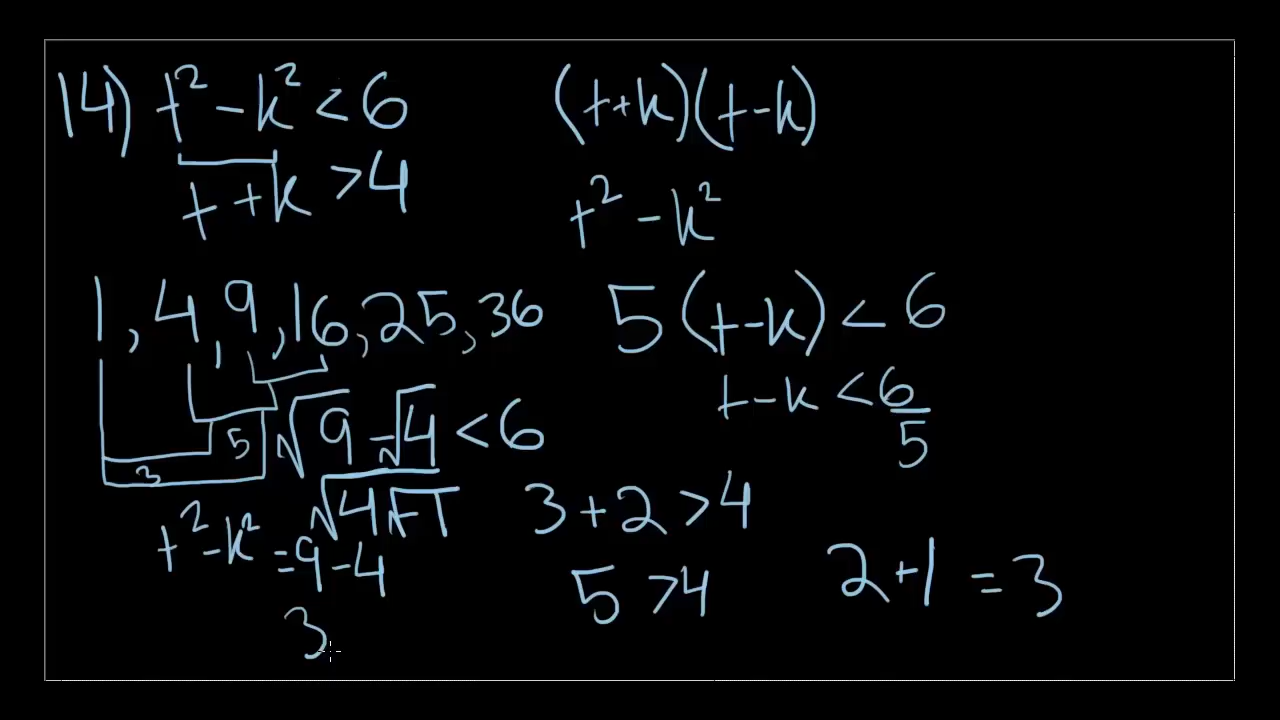 14) t² - k² < 6
t + k > 4
(t+k)(t-k)
t² - k²
1, 4, 9, 16, 25, 36
5(t-k) < 6
t-k < 6/5
√9 - √4 < 6
5
3
√4 √1
3+2 > 4
t² - k² = 9 - 4
5 > 4
2+1 = 3
3